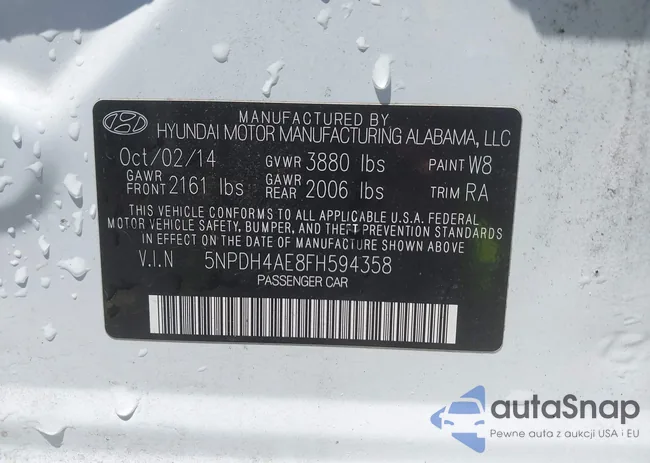 MANUFACTURED BY
HYUNDAI MOTOR MANUFACTURING ALABAMA, LLC
Oct/02/14 GVWR 3880 lbs PAINT W8
GAWR FRONT 2161 lbs GAWR REAR 2006 lbs TRIM RA
THIS VEHICLE CONFORMS TO ALL APPLICABLE U.S.A. FEDERAL
MOTOR VEHICLE SAFETY, BUMPER, AND THEFT PREVENTION STANDARDS
IN EFFECT ON THE DATE OF MANUFACTURE SHOWN ABOVE
V.I.N 5NPDH4AE8FH594358
PASSENGER CAR
autaSnap
Pewne auta z aukcji USA i EU